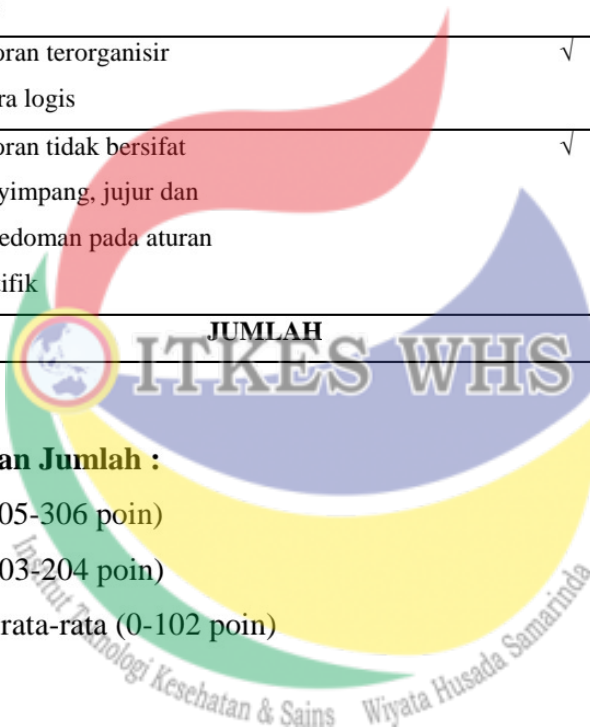 oran terorganisir √
ra logis
oran tidak bersifat √
yimpang, jujur dan
edoman pada aturan
tifik
JUMLAH
ITKES WHS
an Jumlah :
05-306 poin)
03-204 poin)
rata-rata (0-102 poin)
Institut Teknologi Kesehatan & Sains Wiyata Husada Samarinda